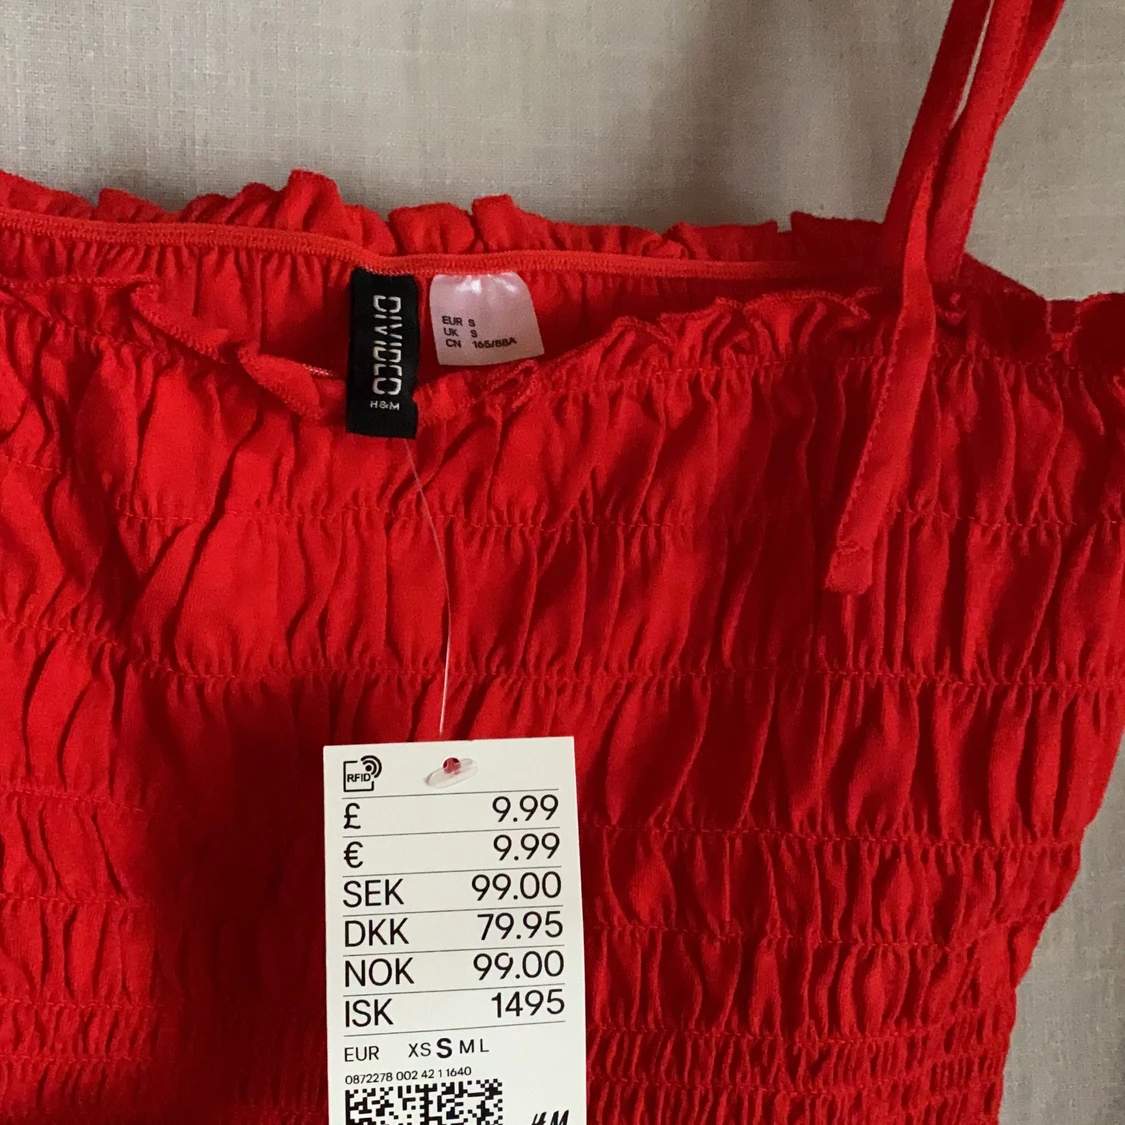 DIVIDED
H&M
EUR S
UK S
CN 165/88A
RFID
£ 9.99
€ 9.99
SEK 99.00
DKK 79.95
NOK 99.00
ISK 1495
EUR XS S M L
0872278 002 42 1 1640
H&M